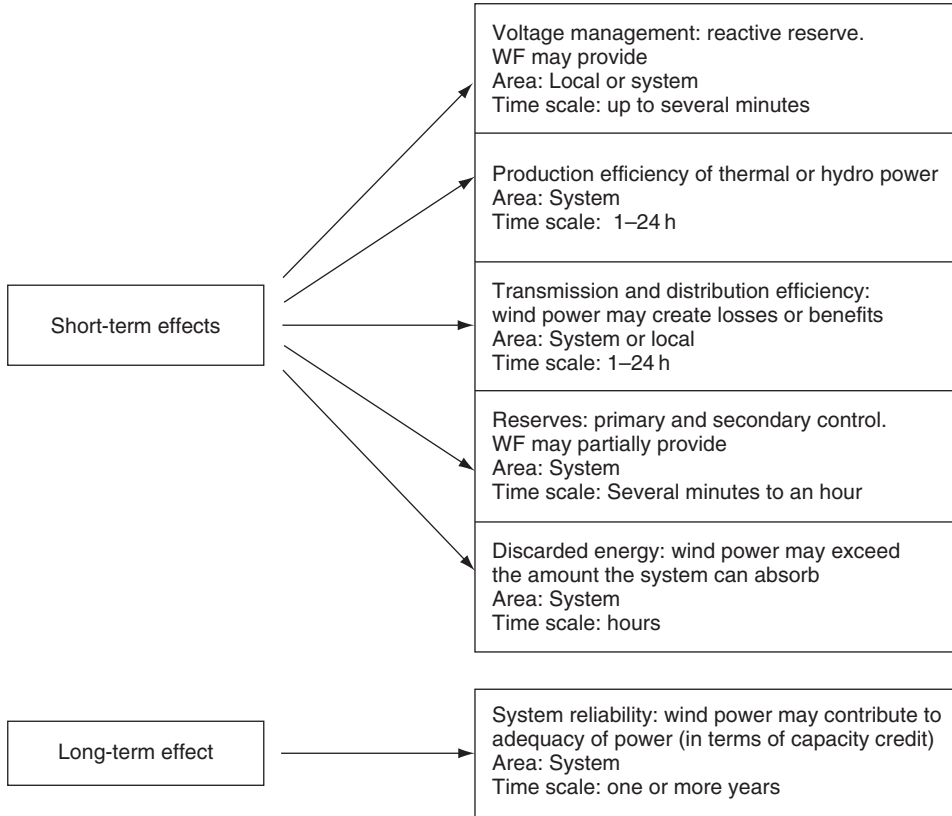 Voltage management: reactive reserve.
WF may provide
Area: Local or system
Time scale: up to several minutes
Production efficiency of thermal or hydro power
Area: System
Time scale: 1–24 h
Short-term effects
Transmission and distribution efficiency:
wind power may create losses or benefits
Area: System or local
Time scale: 1–24 h
Reserves: primary and secondary control.
WF may partially provide
Area: System
Time scale: Several minutes to an hour
Discarded energy: wind power may exceed
the amount the system can absorb
Area: System
Time scale: hours
Long-term effect
System reliability: wind power may contribute to
adequacy of power (in terms of capacity credit)
Area: System
Time scale: one or more years